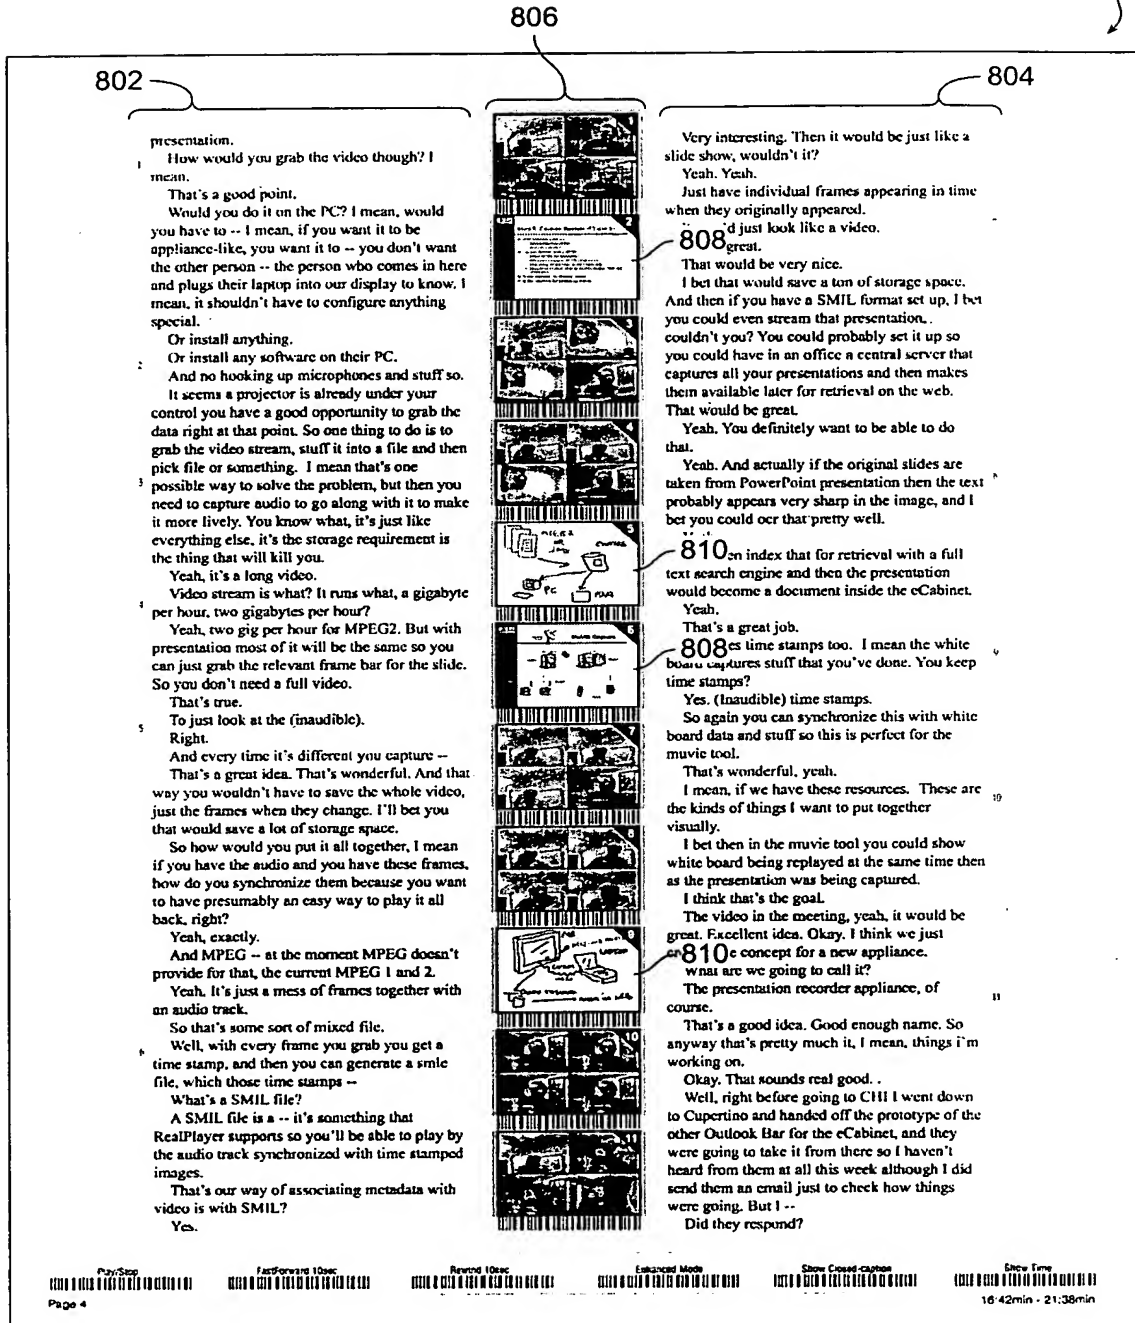 806
802
804
presentation.
1
How would you grab the video though? I
mean.
That's a good point.
Would you do it on the PC? I mean, would
you have to -- I mean, if you want it to be
appliance-like, you want it to -- you don't want
the other person -- the person who comes in here
and plugs their laptop into our display to know, I
mean, it shouldn't have to configure anything
special.
Or install anything.
2
Or install any software on their PC.
And no hooking up microphones and stuff so.
It seems a projector is already under your
control you have a good opportunity to grab the
data right at that point. So one thing to do is to
grab the video stream, stuff it into a file and then
pick file or something. I mean that's one
3
possible way to solve the problem, but then you
need to capture audio to go along with it to make
it more lively. You know what, it's just like
everything else, it's the storage requirement is
the thing that will kill you.
Yeah, it's a long video.
Video stream is what? It runs what, a gigabyte
per hour, two gigabytes per hour?
Yeah, two gig per hour for MPEG2. But with
presentation most of it will be the same so you
can just grab the relevant frame bar for the slide.
So you don't need a full video.
That's true.
To just look at the (inaudible).
5
Right.
And every time it's different you capture --
That's a great idea. That's wonderful. And that
way you wouldn't have to save the whole video,
just the frames when they change. I'll bet you
that would save a lot of storage space.
So how would you put it all together, I mean
if you have the audio and you have these frames,
how do you synchronize them because you want
to have presumably an easy way to play it all
back, right?
Yeah, exactly.
And MPEG -- at the moment MPEG doesn't
provide for that, the current MPEG 1 and 2.
Yeah. It's just a mess of frames together with
an audio track.
So that's some sort of mixed file.
Well, with every frame you grab you get a
time stamp, and then you can generate a smle
file, which those time stamps --
What's a SMIL file?
A SMIL file is a -- it's something that
RealPlayer supports so you'll be able to play by
the audio track synchronized with time stamped
images.
That's our way of associating metadata with
video is with SMIL?
Yes.
1
2
3
4
5
PC
6
7
8
9
10
11
Very interesting. Then it would be just like a
slide show, wouldn't it?
Yeah. Yeah.
Just have individual frames appearing in time
when they originally appeared.
'd just look like a video.
808 great.
That would be very nice.
I bet that would save a ton of storage space.
And then if you have a SMIL format set up, I bet
you could even stream that presentation..
couldn't you? You could probably set it up so
you could have in an office a central server that
captures all your presentations and then makes
them available later for retrieval on the web.
That would be great.
Yeah. You definitely want to be able to do
that.
Yeah. And actually if the original slides are
taken from PowerPoint presentation then the text
probably appears very sharp in the image, and I
bet you could ocr that pretty well.
810 en index that for retrieval with a full
text search engine and then the presentation
would become a document inside the eCabinet.
Yeah.
That's a great job.
808 es time stamps too. I mean the white
board captures stuff that you've done. You keep
time stamps?
Yes. (Inaudible) time stamps.
So again you can synchronize this with white
board data and stuff so this is perfect for the
muvic tool.
That's wonderful, yeah.
I mean, if we have these resources. These are
the kinds of things I want to put together
10
visually.
I bet then in the muvie tool you could show
white board being replayed at the same time then
as the presentation was being captured.
I think that's the goal.
The video in the meeting, yeah, it would be
great. Excellent idea. Okay. I think we just
810 e concept for a new appliance.
What are we going to call it?
The presentation recorder appliance, of
11
course.
That's a good idea. Good enough name. So
anyway that's pretty much it, I mean, things i'm
working on.
Okay. That sounds real good. .
Well, right before going to CHI I went down
to Cupertino and handed off the prototype of the
other Outlook Bar for the eCabinet, and they
were going to take it from there so I haven't
heard from them at all this week although I did
send them an email just to check how things
were going. But I --
Did they respond?
Play/Stop
FastForward 10sec
Rewind 10sec
Enhanced Mode
Show Closed-caption
Show Time
Page 4
16:42min - 21:38min